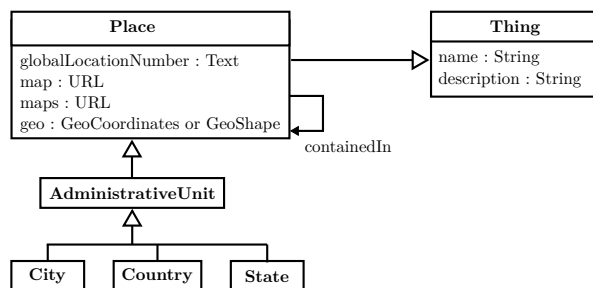 Place
globalLocationNumber : Text
map : URL
maps : URL
geo : GeoCoordinates or GeoShape
Thing
name : String
description : String
containedIn
AdministrativeUnit
City
Country
State